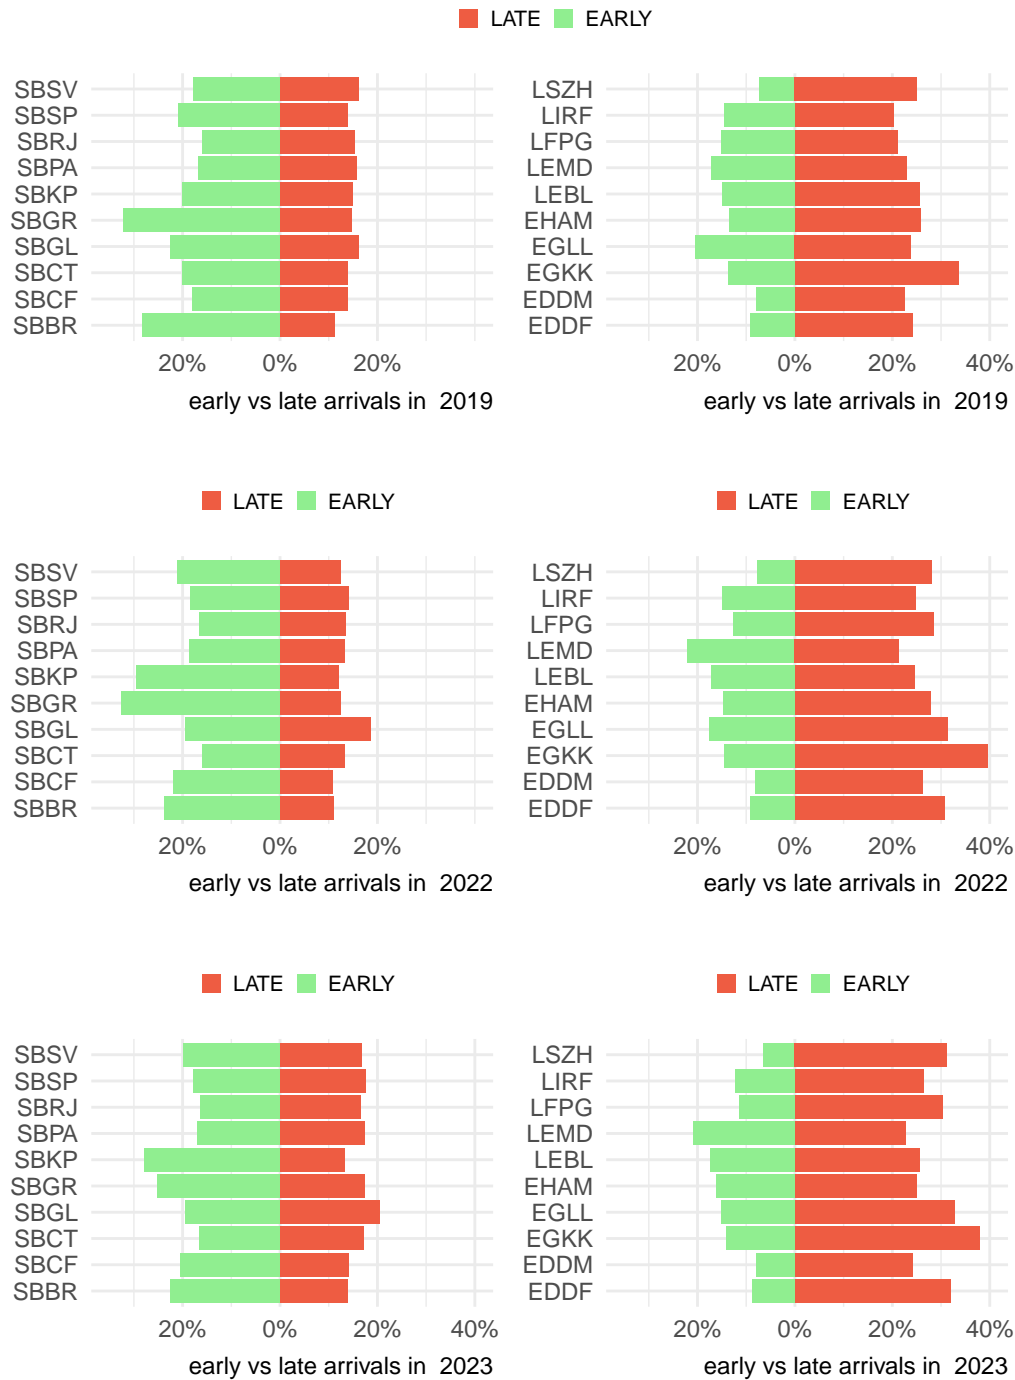 LATE EARLY
SBSV
SBSP
SBRJ
SBPA
SBKP
SBGR
SBGL
SBCT
SBCF
SBBR
20% 0% 20%
early vs late arrivals in  2019
LSZH
LIRF
LFPG
LEMD
LEBL
EHAM
EGLL
EGKK
EDDM
EDDF
20% 0% 20% 40%
early vs late arrivals in  2019
LATE EARLY
SBSV
SBSP
SBRJ
SBPA
SBKP
SBGR
SBGL
SBCT
SBCF
SBBR
20% 0% 20%
early vs late arrivals in  2022
LATE EARLY
LSZH
LIRF
LFPG
LEMD
LEBL
EHAM
EGLL
EGKK
EDDM
EDDF
20% 0% 20% 40%
early vs late arrivals in  2022
LATE EARLY
SBSV
SBSP
SBRJ
SBPA
SBKP
SBGR
SBGL
SBCT
SBCF
SBBR
20% 0% 20% 40%
early vs late arrivals in  2023
LATE EARLY
LSZH
LIRF
LFPG
LEMD
LEBL
EHAM
EGLL
EGKK
EDDM
EDDF
20% 0% 20% 40%
early vs late arrivals in  2023